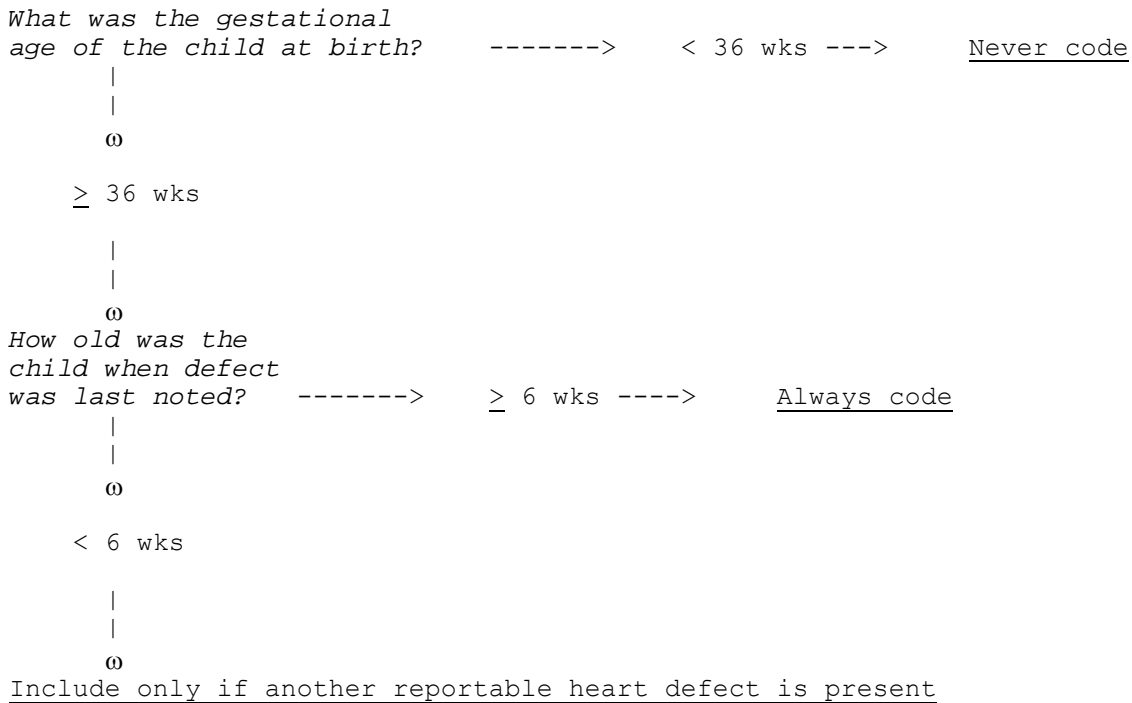 What was the gestational
age of the child at birth? -------> < 36 wks ---> Never code
|
|
ω
≥ 36 wks
|
|
ω
How old was the
child when defect
was last noted? -------> ≥ 6 wks ----> Always code
|
|
ω
< 6 wks
|
|
ω
Include only if another reportable heart defect is present